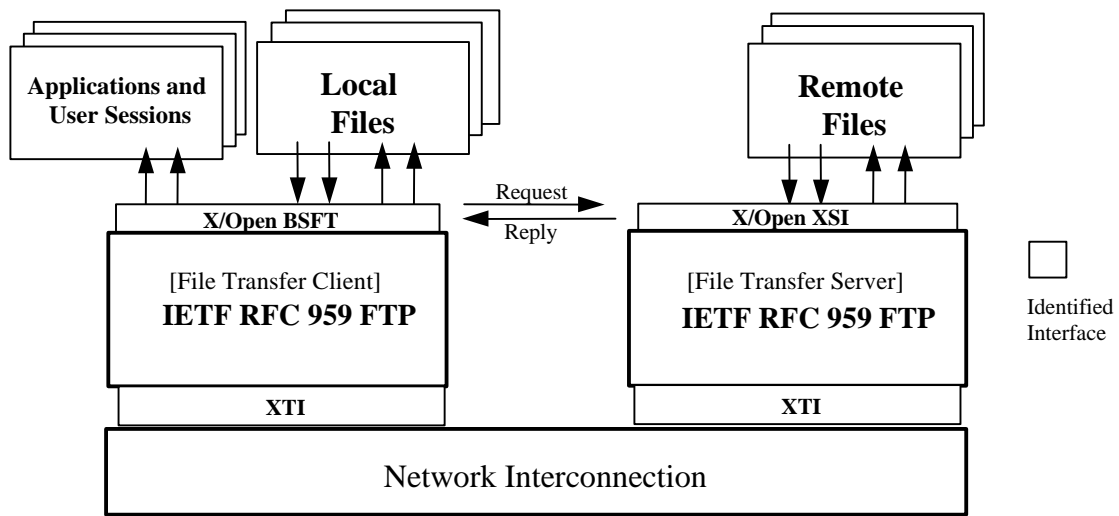 Applications and
User Sessions
Local
Files
Remote
Files
Request
Reply
X/Open BSFT
X/Open XSI
[File Transfer Client]
IETF RFC 959 FTP
[File Transfer Server]
IETF RFC 959 FTP
Identified
Interface
XTI
XTI
Network Interconnection